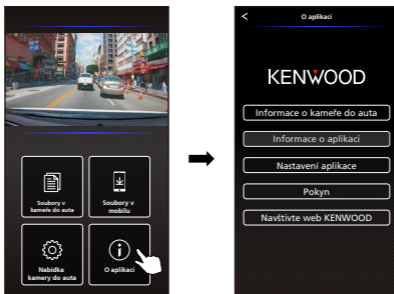 Soubory v
kameře do auta
Soubory v
mobilu
Nabídka
kamery do auta
O aplikaci
<
O aplikaci
KENWOOD
Informace o kameře do auta
Informace o aplikaci
Nastavení aplikace
Pokyn
Navštivte web KENWOOD